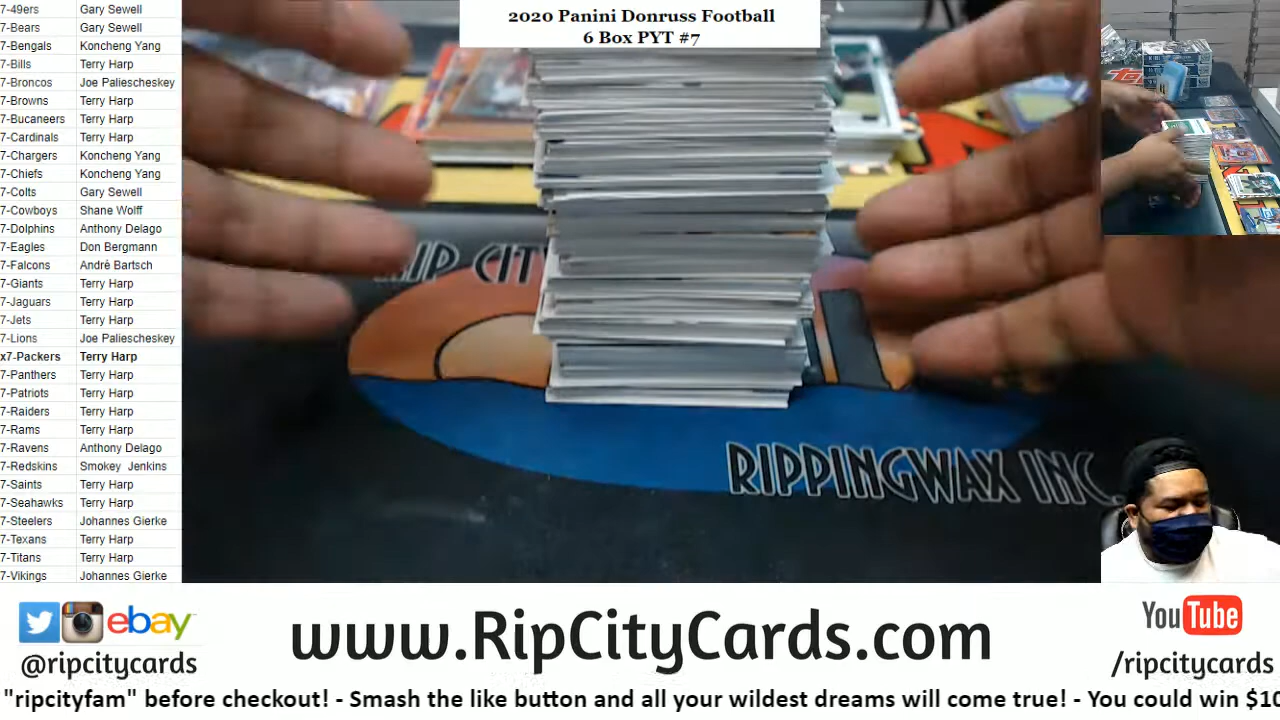 7-49ers Gary Sewell
7-Bears Gary Sewell
7-Bengals Koncheng Yang
7-Bills Terry Harp
7-Broncos Joe Paliescheskey
7-Browns Terry Harp
7-Bucaneers Terry Harp
7-Cardinals Terry Harp
7-Chargers Koncheng Yang
7-Chiefs Koncheng Yang
7-Colts Gary Sewell
7-Cowboys Shane Wolff
7-Dolphins Anthony Delago
7-Eagles Don Bergmann
7-Falcons Andrè Bartsch
7-Giants Terry Harp
7-Jaguars Terry Harp
7-Jets Terry Harp
7-Lions Joe Paliescheskey
x7-Packers Terry Harp
7-Panthers Terry Harp
7-Patriots Terry Harp
7-Raiders Terry Harp
7-Rams Terry Harp
7-Ravens Anthony Delago
7-Redskins Smokey Jenkins
7-Saints Terry Harp
7-Seahawks Terry Harp
7-Steelers Johannes Gierke
7-Texans Terry Harp
7-Titans Terry Harp
7-Vikings Johannes Gierke
2020 Panini Donruss Football
6 Box PYT #7
RIP CITY
RIPPINGWAX INC.
ebay
@ripcitycards
www.RipCityCards.com
YouTube
/ripcitycards
"ripcityfam" before checkout! - Smash the like button and all your wildest dreams will come true! - You could win $10